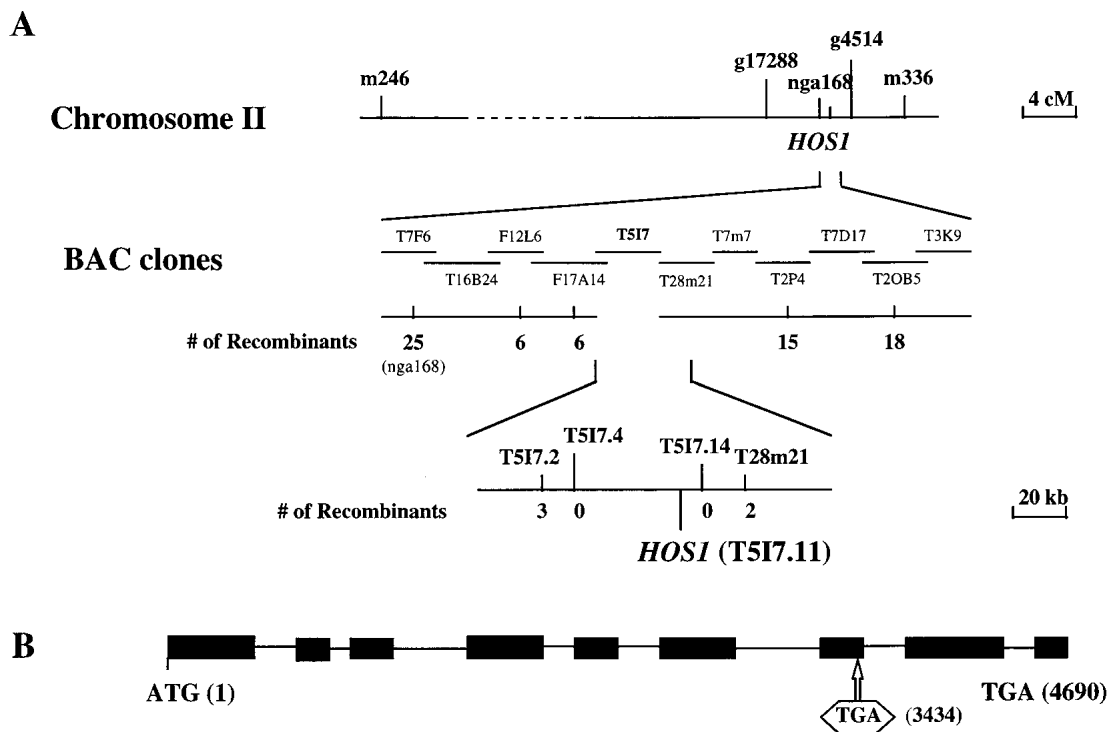 A
g4514
g17288
nga168
m246
m336
4 cM
Chromosome II
HOS1
T7F6 F12L6 T5I7 T7m7 T7D17 T3K9
BAC clones
T16B24 F17A14 T28m21 T2P4 T2OB5
# of Recombinants 25 6 6 15 18
(nga168)
T5I7.4 T5I7.14
T5I7.2 T28m21
# of Recombinants 3 0 0 2
20 kb
HOS1 (T5I7.11)
B
ATG (1) TGA (4690)
TGA (3434)